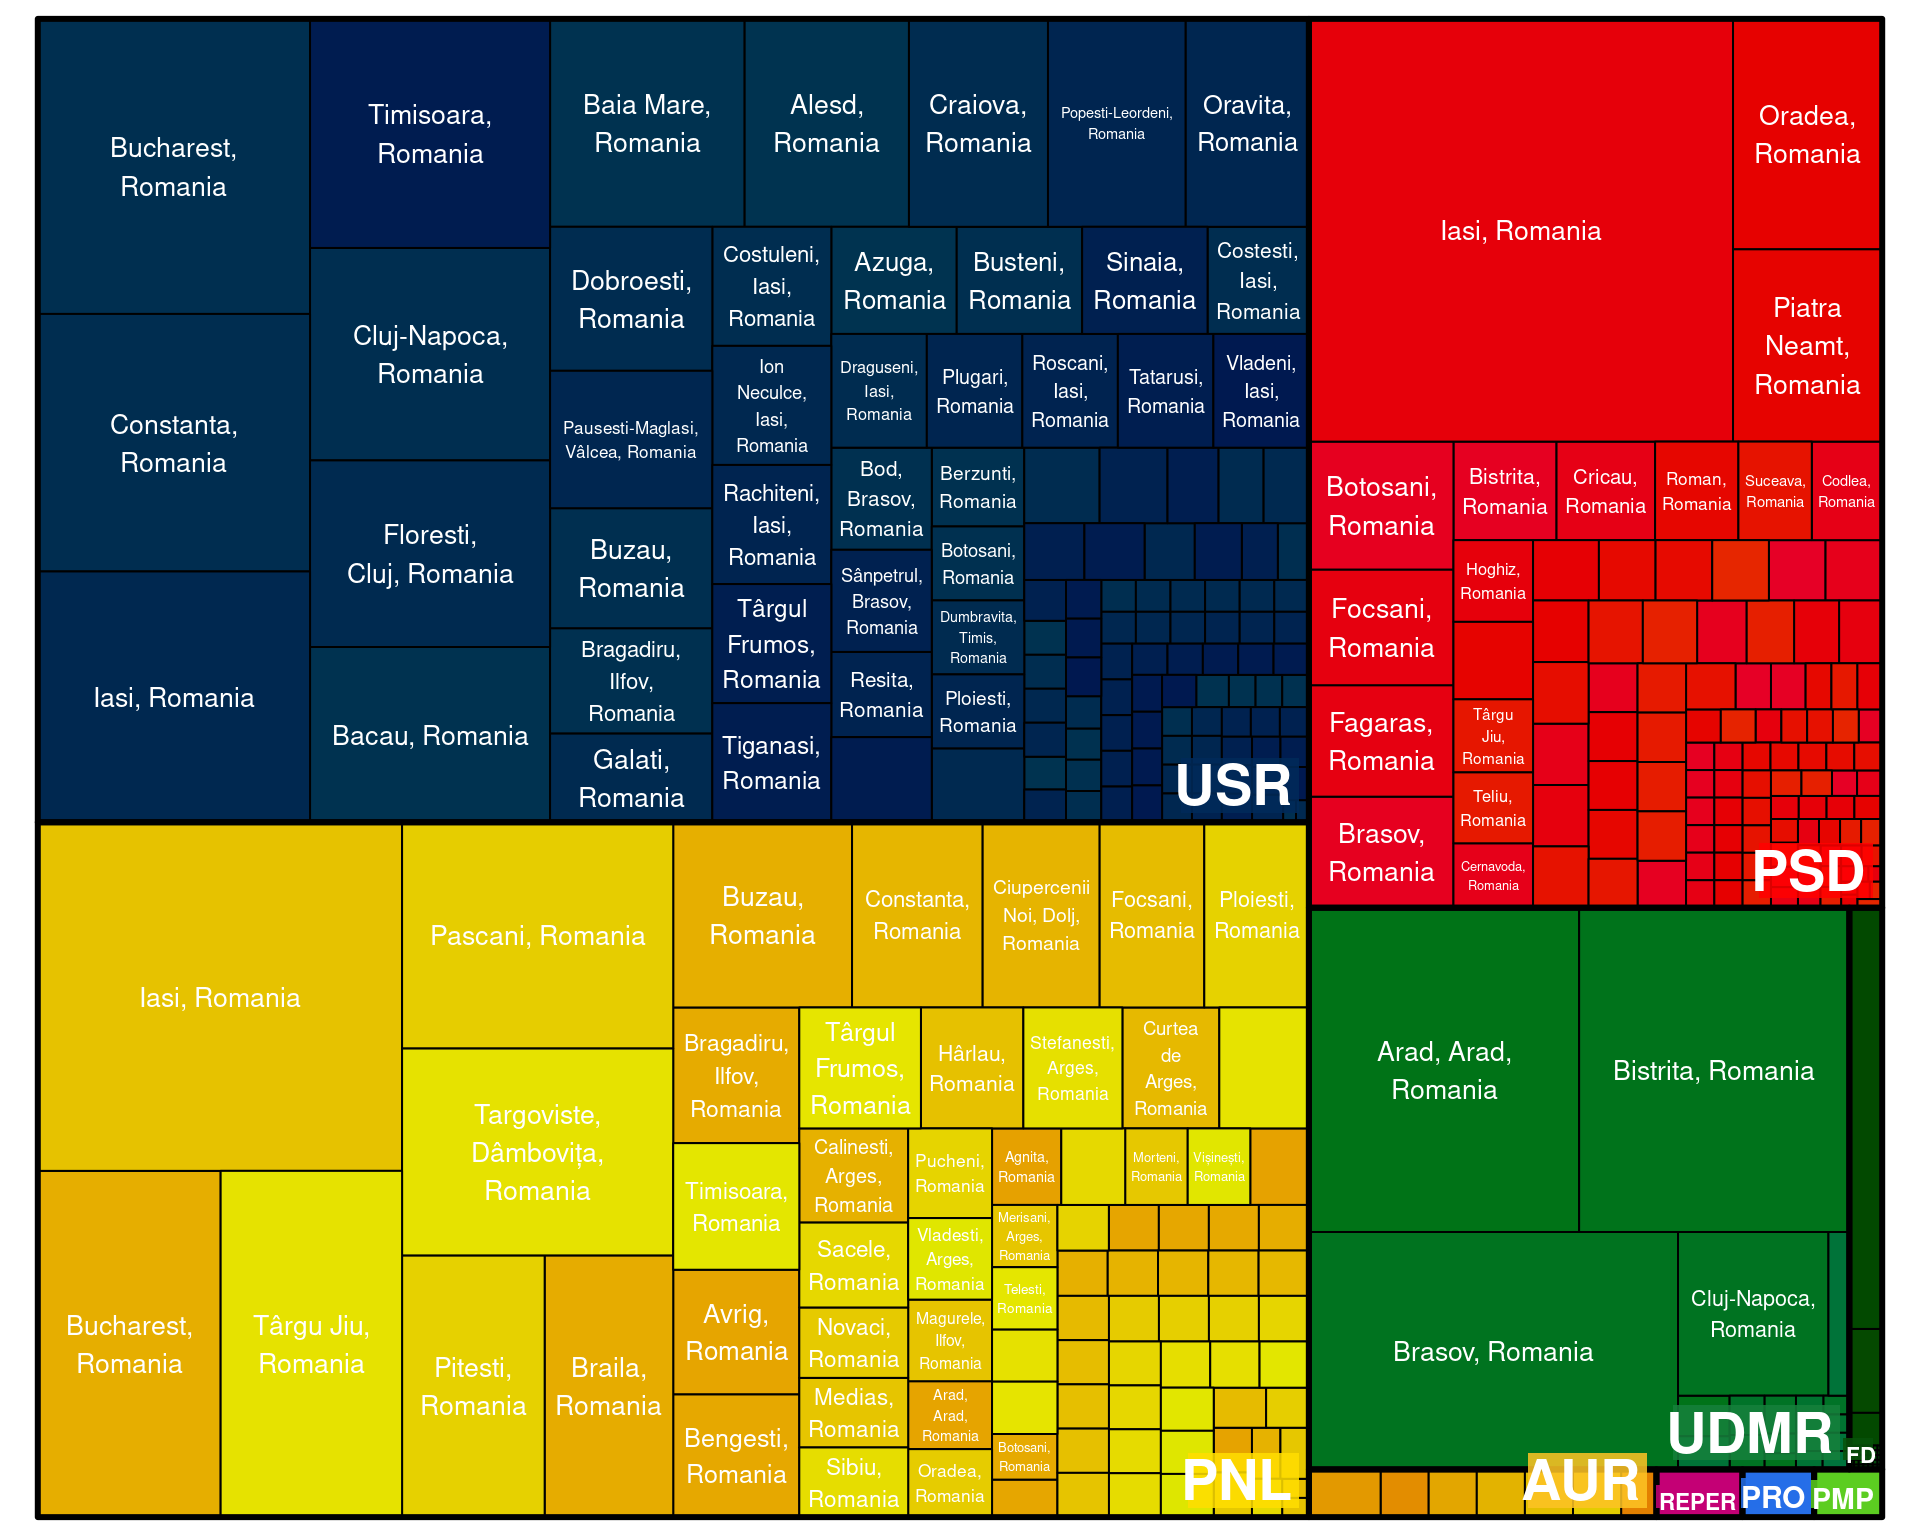 Bucharest,
Romania
Constanta,
Romania
Iasi, Romania
Timisoara,
Romania
Cluj-Napoca,
Romania
Floresti,
Cluj, Romania
Bacau, Romania
Baia Mare,
Romania
Alesd,
Romania
Craiova,
Romania
Popesti-Leordeni,
Romania
Oravita,
Romania
Dobroesti,
Romania
Pausesti-Maglasi,
Vâlcea, Romania
Buzau,
Romania
Bragadiru,
Ilfov,
Romania
Galati,
Romania
Costuleni,
Iasi,
Romania
Ion
Neculce,
Iasi,
Romania
Rachiteni,
Iasi,
Romania
Târgul
Frumos,
Romania
Tiganasi,
Romania
Azuga,
Romania
Busteni,
Romania
Sinaia,
Romania
Costesti,
Iasi,
Romania
Draguseni,
Iasi,
Romania
Plugari,
Romania
Roscani,
Iasi,
Romania
Tatarusi,
Romania
Vladeni,
Iasi,
Romania
Bod,
Brasov,
Romania
Sânpetrul,
Brasov,
Romania
Resita,
Romania
Berzunti,
Romania
Botosani,
Romania
Dumbravita,
Timis,
Romania
Ploiesti,
Romania
USR
Iasi, Romania
Oradea,
Romania
Piatra
Neamt,
Romania
Botosani,
Romania
Focsani,
Romania
Fagaras,
Romania
Brasov,
Romania
Bistrita,
Romania
Cricau,
Romania
Roman,
Romania
Suceava,
Romania
Codlea,
Romania
Hoghiz,
Romania
Târgu
Jiu,
Romania
Teliu,
Romania
Cernavoda,
Romania
PSD
Iasi, Romania
Bucharest,
Romania
Târgu Jiu,
Romania
Pascani, Romania
Targoviste,
Dâmbovița,
Romania
Pitesti,
Romania
Braila,
Romania
Buzau,
Romania
Constanta,
Romania
Ciupercenii
Noi, Dolj,
Romania
Focsani,
Romania
Ploiesti,
Romania
Bragadiru,
Ilfov,
Romania
Timisoara,
Romania
Avrig,
Romania
Bengesti,
Romania
Târgul
Frumos,
Romania
Hârlau,
Romania
Stefanesti,
Arges,
Romania
Curtea
de
Arges,
Romania
Calinesti,
Arges,
Romania
Sacele,
Romania
Novaci,
Romania
Medias,
Romania
Sibiu,
Romania
Pucheni,
Romania
Vladesti,
Arges,
Romania
Magurele,
Ilfov,
Romania
Arad,
Arad,
Romania
Oradea,
Romania
Agnita,
Romania
Morteni,
Romania
Vișinești,
Romania
Merisani,
Arges,
Romania
Telesti,
Romania
Botosani,
Romania
PNL
Arad, Arad,
Romania
Bistrita, Romania
Brasov, Romania
Cluj-Napoca,
Romania
UDMR
FD
AUR
REPER
PRO
PMP